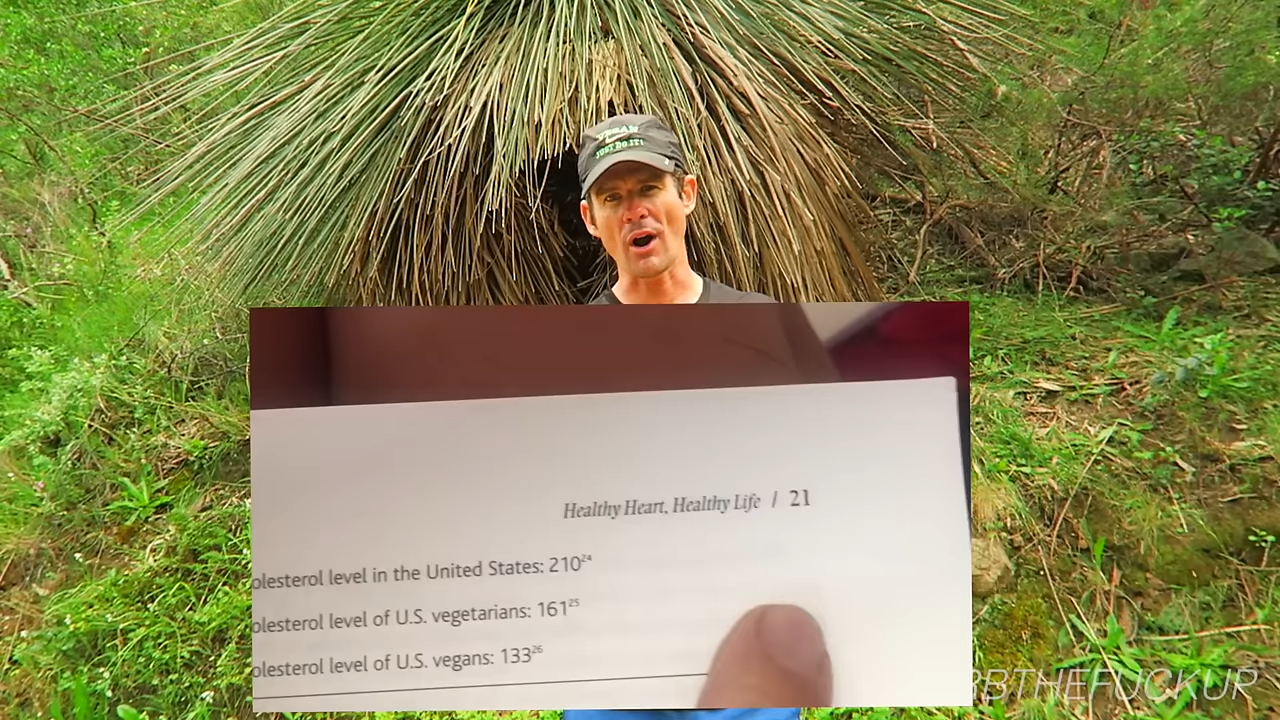 VEGAN
JUST DO IT!
Healthy Heart, Healthy Life / 21
olesterol level in the United States: 210²⁴
olesterol level of U.S. vegetarians: 161²⁵
olesterol level of U.S. vegans: 133²⁶
RBTHEFUCKUP